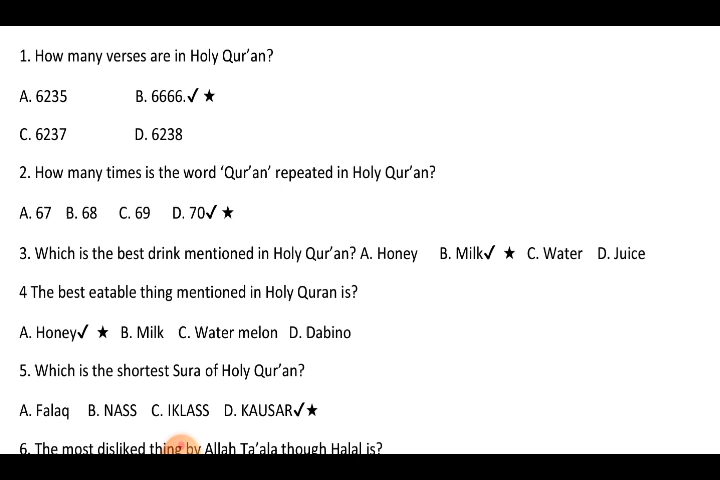 1. How many verses are in Holy Qur’an?
A. 6235 B. 6666.✓ ★
C. 6237 D. 6238
2. How many times is the word ‘Qur’an’ repeated in Holy Qur’an?
A. 67 B. 68 C. 69 D. 70✓ ★
3. Which is the best drink mentioned in Holy Qur’an? A. Honey B. Milk✓ ★ C. Water D. Juice
4 The best eatable thing mentioned in Holy Quran is?
A. Honey✓ ★ B. Milk C. Water melon D. Dabino
5. Which is the shortest Sura of Holy Qur’an?
A. Falaq B. NASS C. IKLASS D. KAUSAR✓★
6. The most disliked thing by Allah Ta’ala though Halal is?